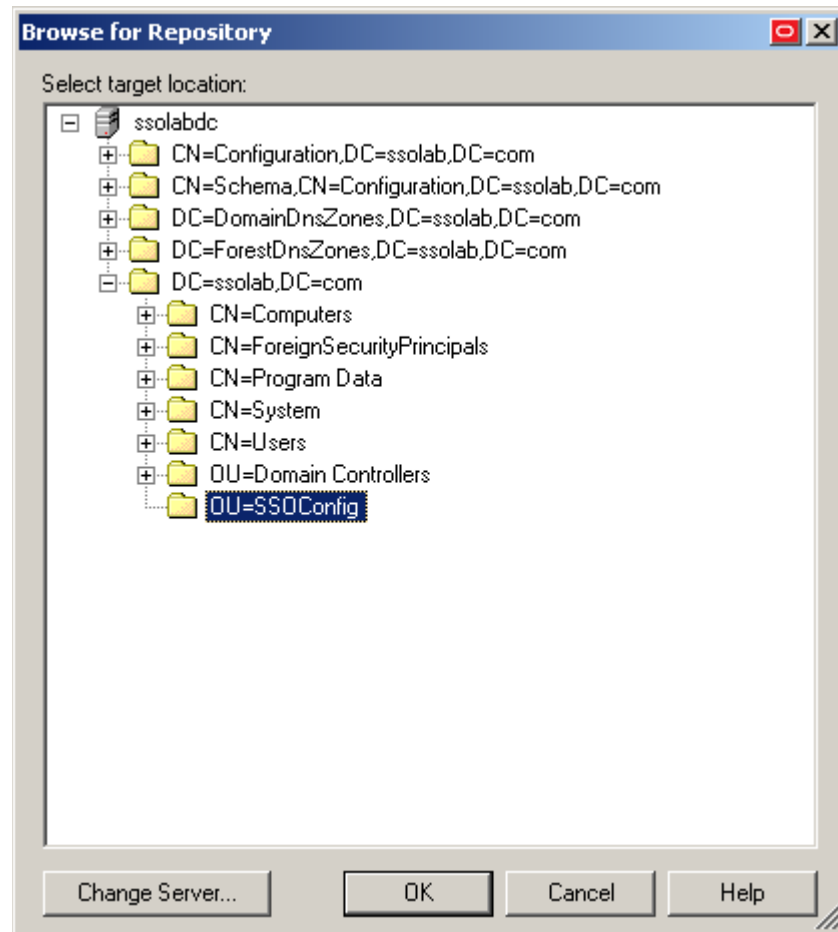 Browse for Repository
Select target location:
ssolabdc
CN=Configuration,DC=ssolab,DC=com
CN=Schema,CN=Configuration,DC=ssolab,DC=com
DC=DomainDnsZones,DC=ssolab,DC=com
DC=ForestDnsZones,DC=ssolab,DC=com
DC=ssolab,DC=com
CN=Computers
CN=ForeignSecurityPrincipals
CN=Program Data
CN=System
CN=Users
OU=Domain Controllers
OU=SSOConfig
Change Server... OK Cancel Help